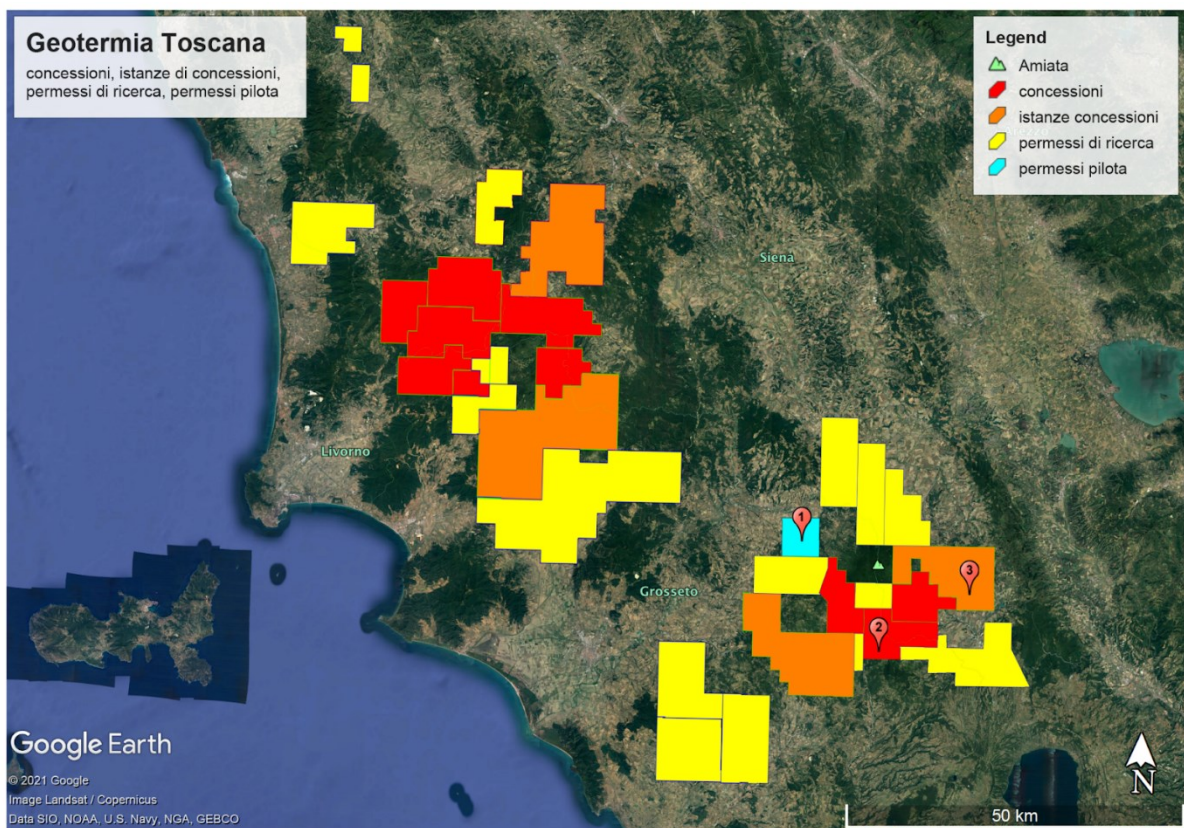 Geotermia Toscana
concessioni, istanze di concessioni,
permessi di ricerca, permessi pilota
Legend
Amiata
concessioni
istanze concessioni
permessi di ricerca
permessi pilota
Siena
Livorno
1
3
Grosseto
2
Google Earth
© 2021 Google
Image Landsat / Copernicus
Data SIO, NOAA, U.S. Navy, NGA, GEBCO
N
50 km